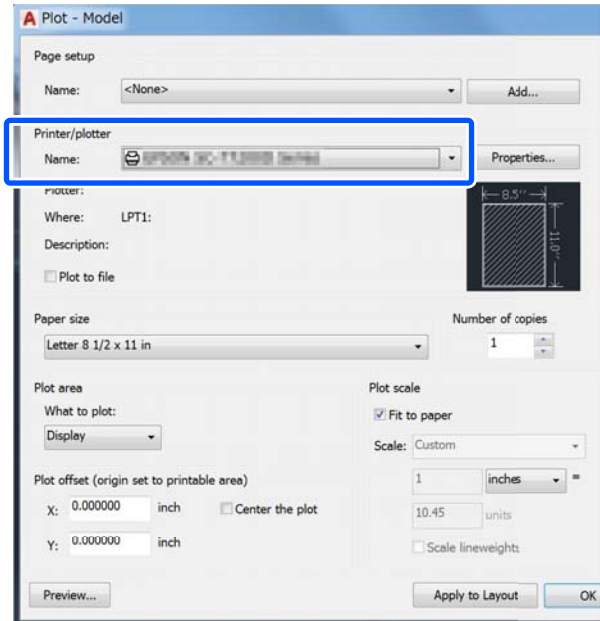 A Plot - Model
Page setup
Name: <None> Add...
Printer/plotter
Name: Properties...
Plotter:
Where: LPT1:
Description:
Plot to file
8.5''
11.0''
Paper size
Letter 8 1/2 x 11 in
Number of copies
1
Plot area
What to plot:
Display
Plot scale
Fit to paper
Scale: Custom
1 inches =
10.45 units
Scale lineweights
Plot offset (origin set to printable area)
X: 0.000000 inch Center the plot
Y: 0.000000 inch
Preview... Apply to Layout OK